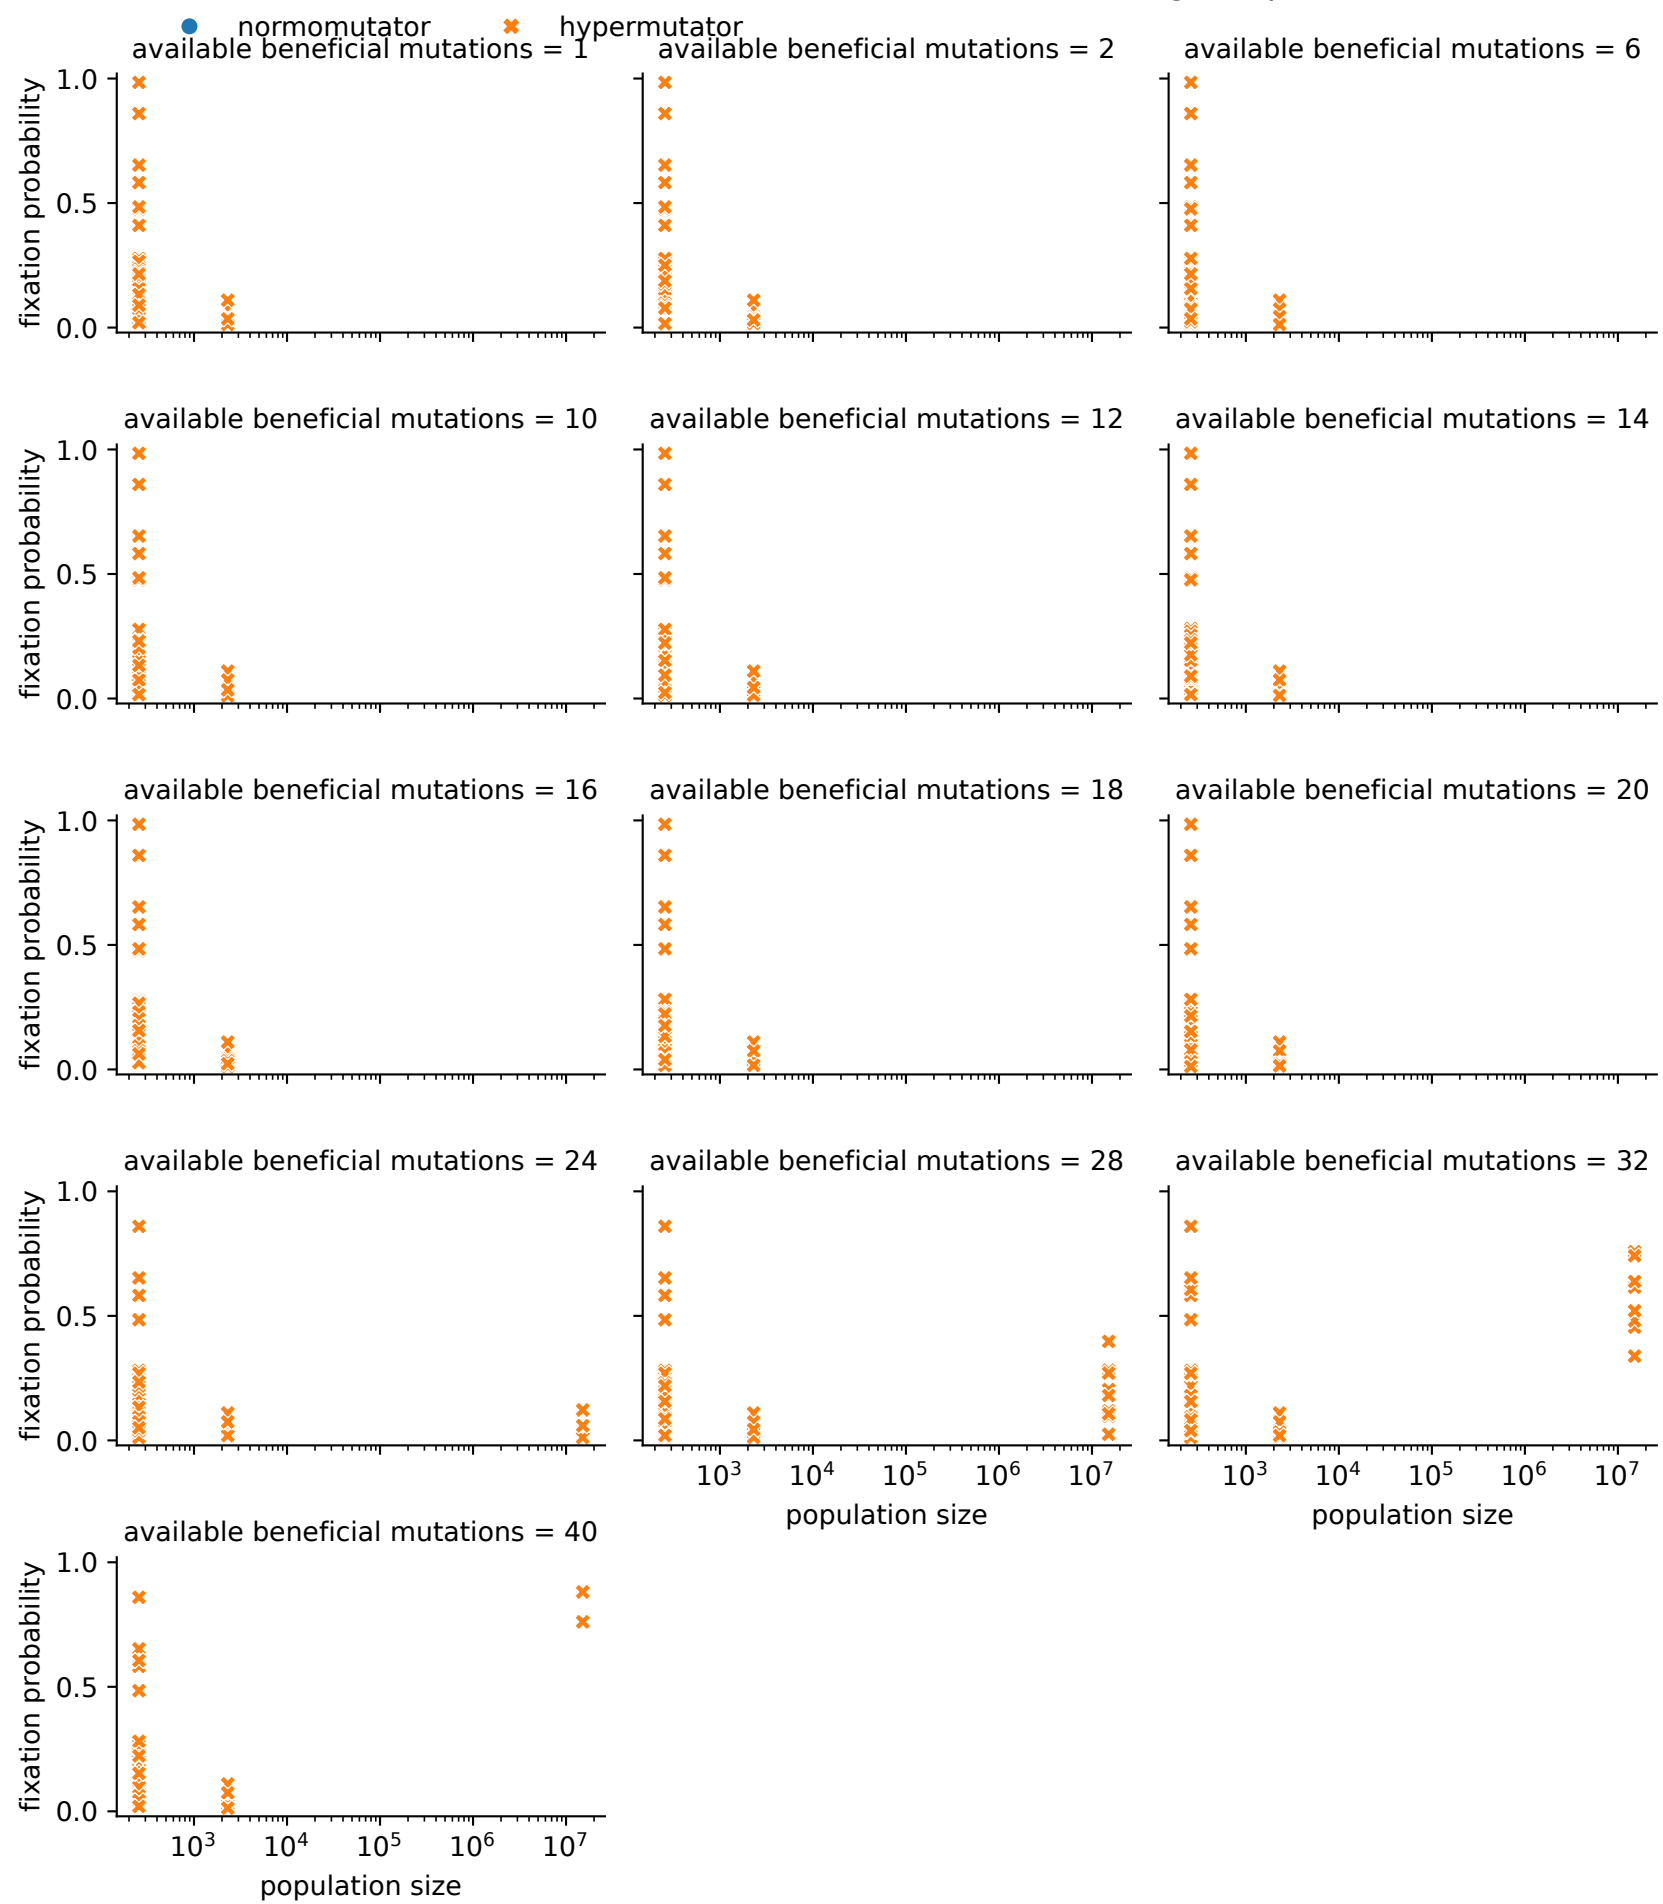 normomutator hypermutator
available beneficial mutations = 1 available beneficial mutations = 2 available beneficial mutations = 6
1.0
0.5
0.0
fixation probability
available beneficial mutations = 10 available beneficial mutations = 12 available beneficial mutations = 14
1.0
0.5
0.0
fixation probability
available beneficial mutations = 16 available beneficial mutations = 18 available beneficial mutations = 20
1.0
0.5
0.0
fixation probability
available beneficial mutations = 24 available beneficial mutations = 28 available beneficial mutations = 32
1.0
0.5
0.0
fixation probability
10³ 10⁴ 10⁵ 10⁶ 10⁷ 10³ 10⁴ 10⁵ 10⁶ 10⁷
population size population size
available beneficial mutations = 40
1.0
0.5
0.0
fixation probability
10³ 10⁴ 10⁵ 10⁶ 10⁷
population size